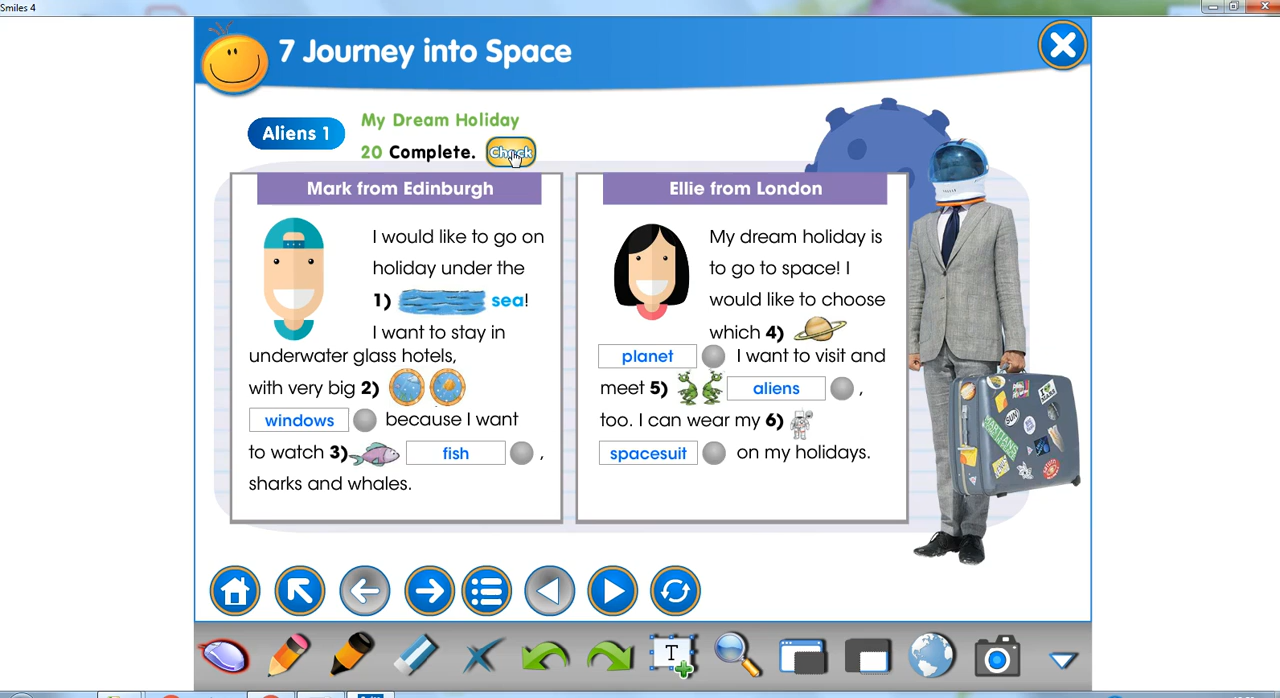 Smiles 4
7 Journey into Space
Aliens 1
My Dream Holiday
20 Complete. Check
Mark from Edinburgh
I would like to go on
holiday under the
1) sea!
I want to stay in
underwater glass hotels,
with very big 2)
windows because I want
to watch 3) fish ,
sharks and whales.
Ellie from London
My dream holiday is
to go to space! I
would like to choose
which 4)
planet I want to visit and
meet 5) aliens ,
too. I can wear my 6)
spacesuit on my holidays.
SUN
MARTIANS
T